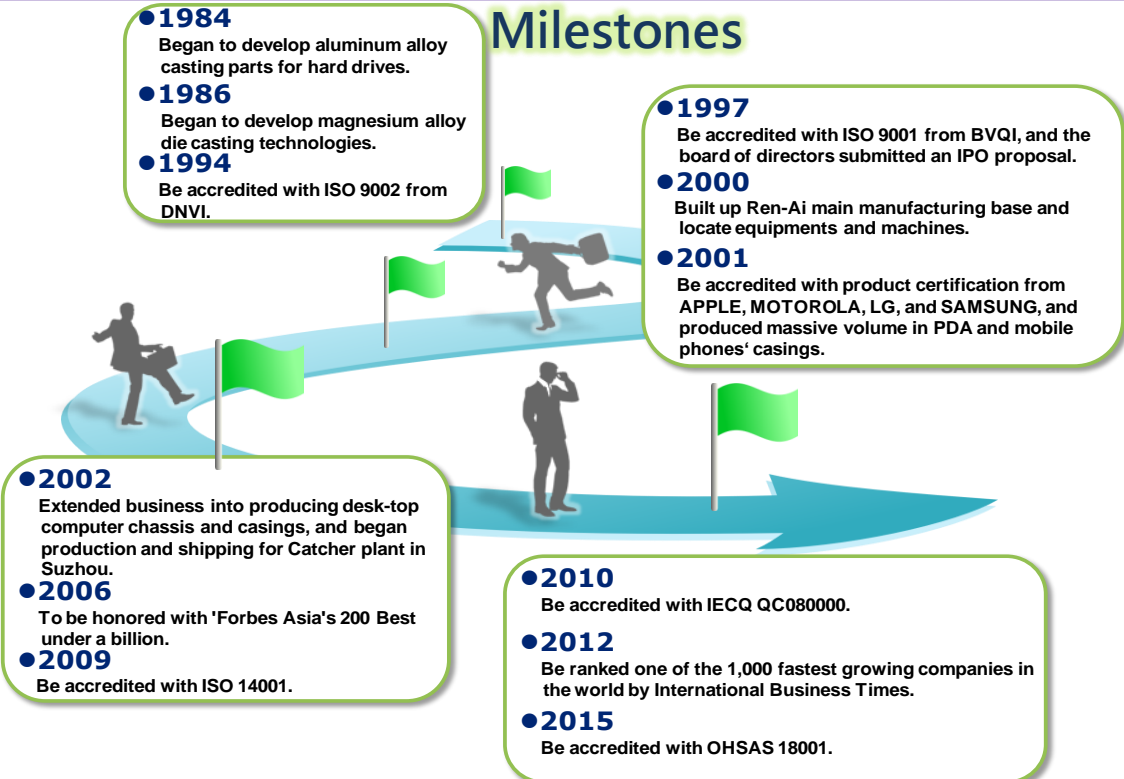 Milestones
●1984
Began to develop aluminum alloy
casting parts for hard drives.
●1986
Began to develop magnesium alloy
die casting technologies.
●1994
Be accredited with ISO 9002 from
DNVI.
●1997
Be accredited with ISO 9001 from BVQI, and the
board of directors submitted an IPO proposal.
●2000
Built up Ren-Ai main manufacturing base and
locate equipments and machines.
●2001
Be accredited with product certification from
APPLE, MOTOROLA, LG, and SAMSUNG, and
produced massive volume in PDA and mobile
phones‘ casings.
●2002
Extended business into producing desk-top
computer chassis and casings, and began
production and shipping for Catcher plant in
Suzhou.
●2006
To be honored with 'Forbes Asia's 200 Best
under a billion.
●2009
Be accredited with ISO 14001.
●2010
Be accredited with IECQ QC080000.
●2012
Be ranked one of the 1,000 fastest growing companies in
the world by International Business Times.
●2015
Be accredited with OHSAS 18001.